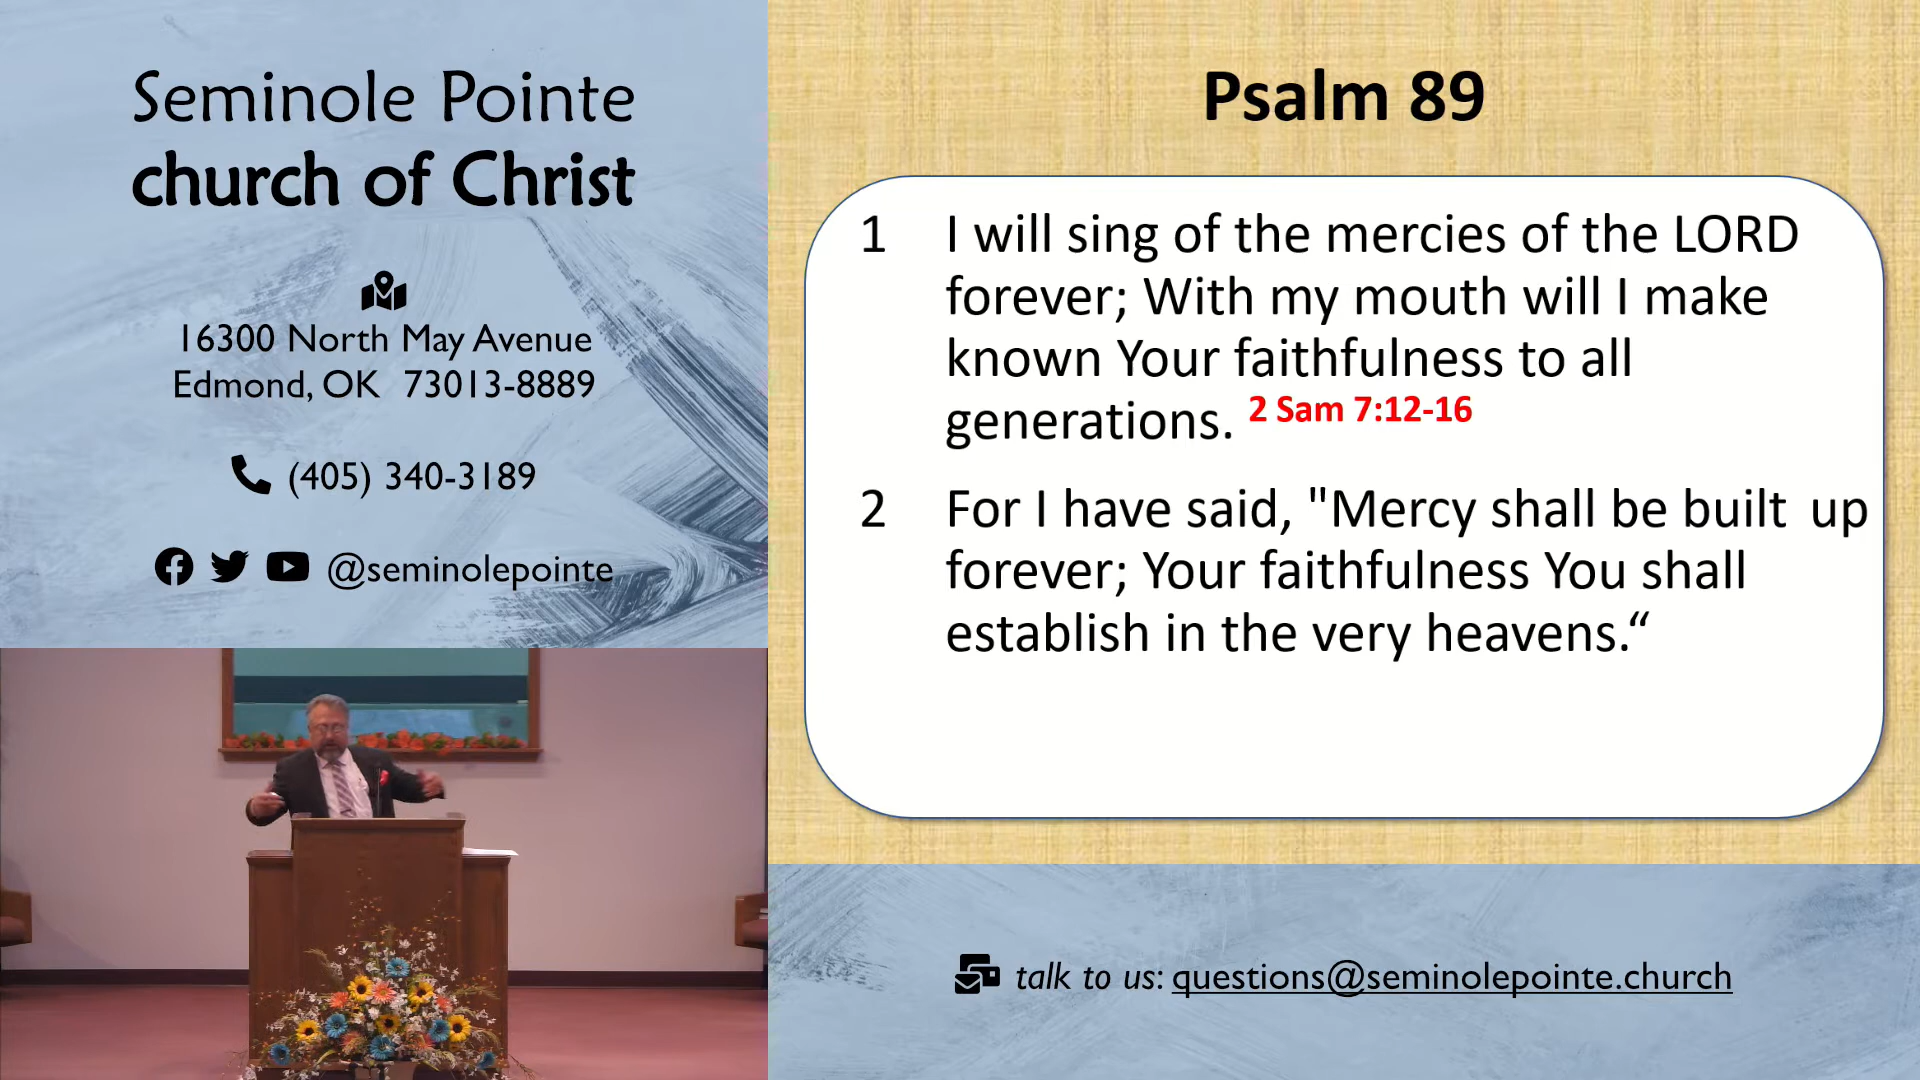 Seminole Pointe
church of Christ
16300 North May Avenue
Edmond, OK 73013-8889
(405) 340-3189
@seminolepointe
Psalm 89
1 I will sing of the mercies of the LORD
forever; With my mouth will I make
known Your faithfulness to all
generations. 2 Sam 7:12-16
2 For I have said, "Mercy shall be built up
forever; Your faithfulness You shall
establish in the very heavens.“
talk to us: questions@seminolepointe.church